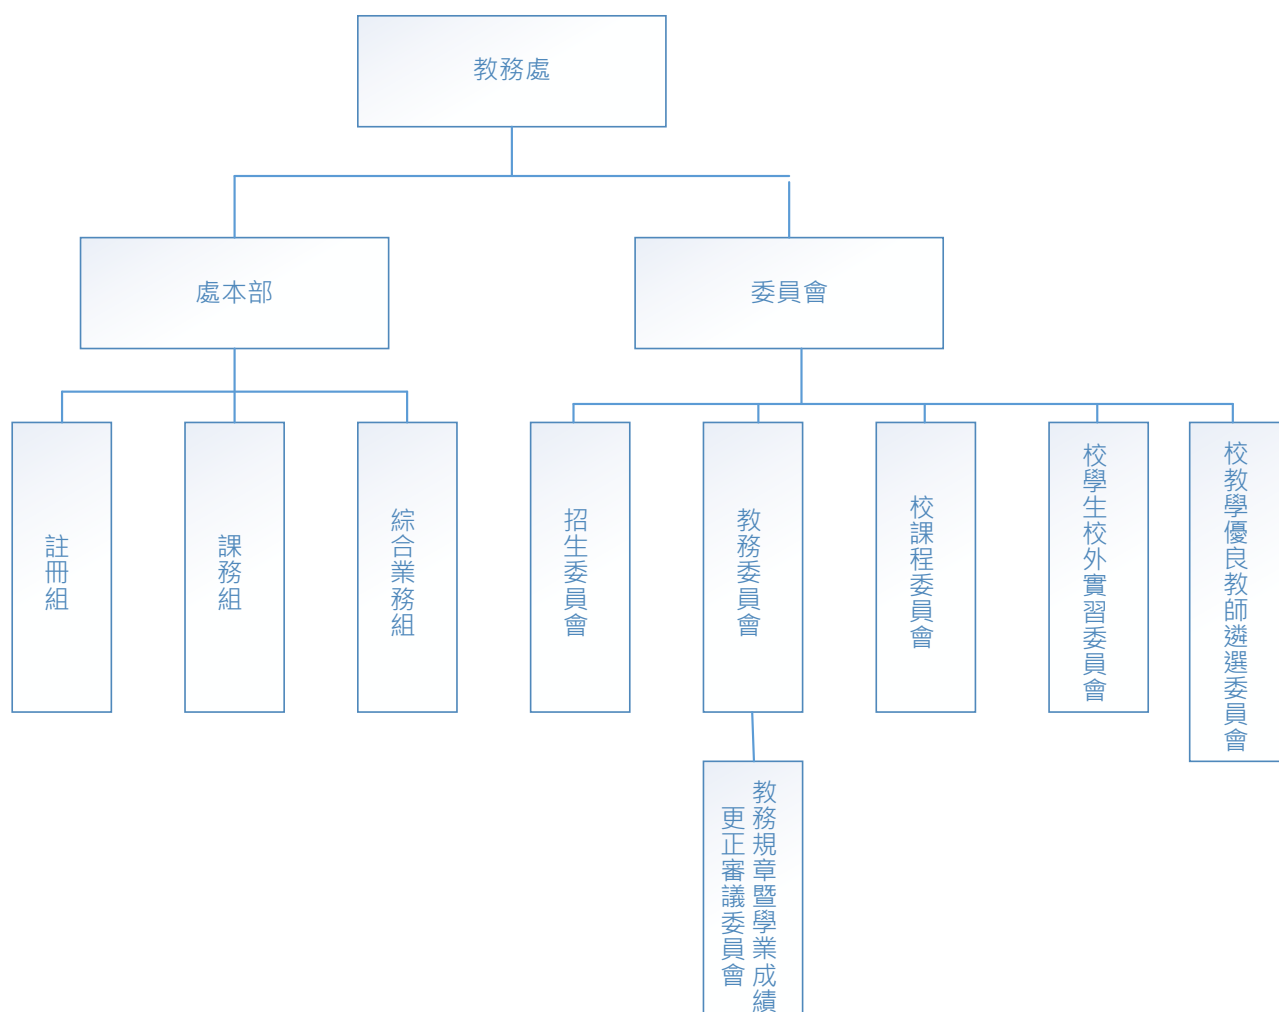 教務處
處本部
委員會
註冊組
課務組
綜合業務組
招生委員會
教務委員會
校課程委員會
校學生校外實習委員會
校教學優良教師遴選委員會
教務規章暨學業成績
更正審議委員會